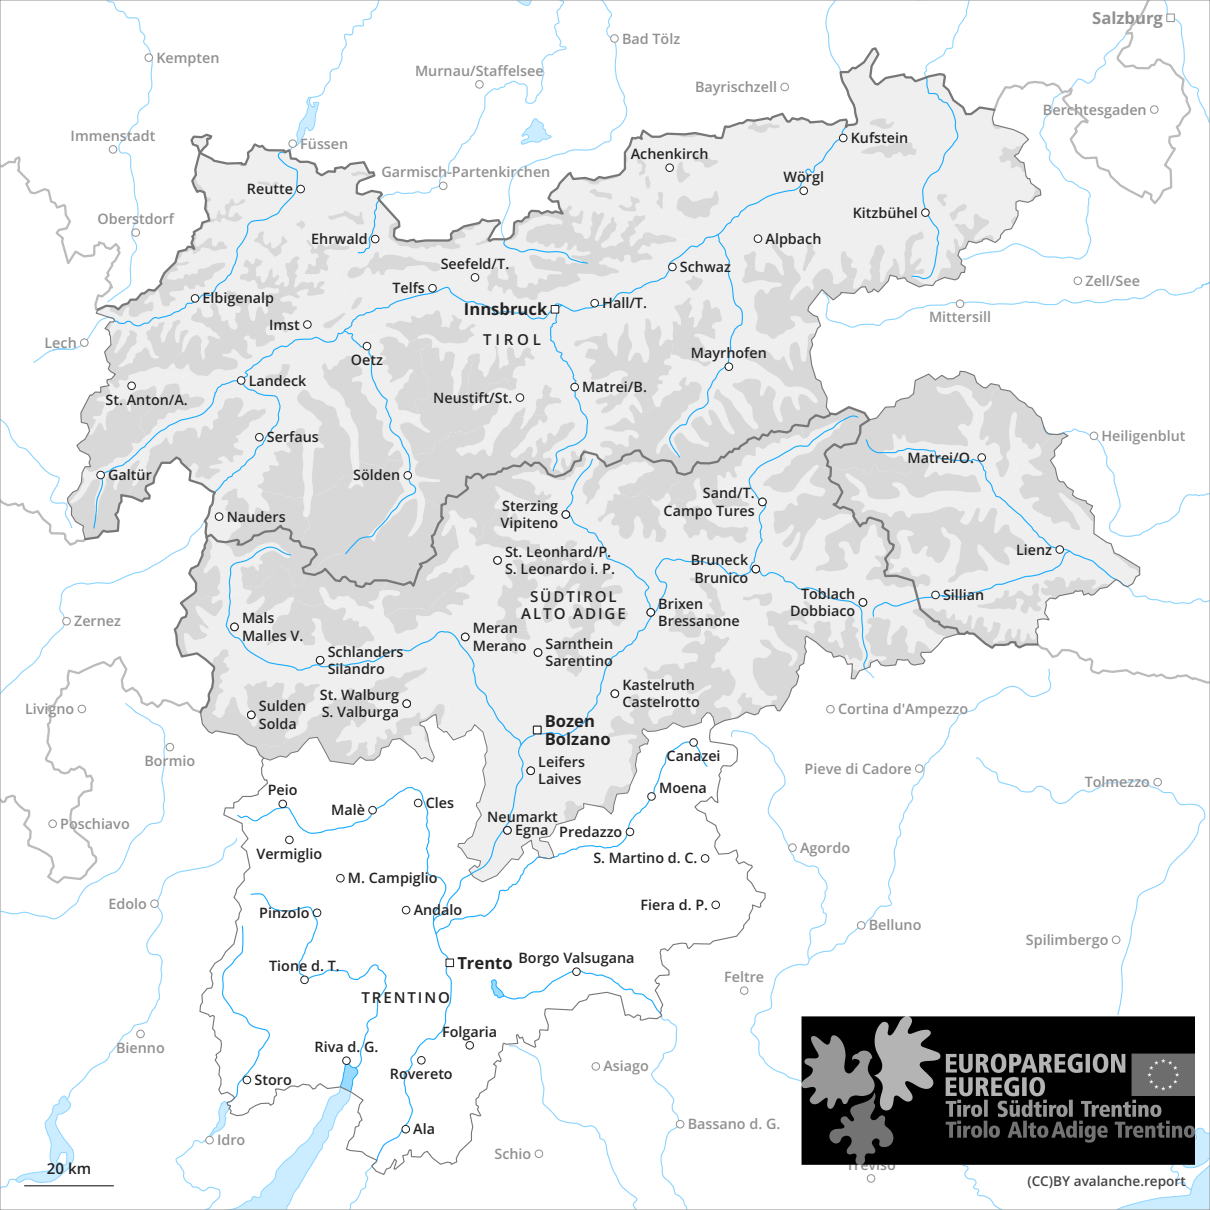 Salzburg
Bad Tölz
Kempten
Murnau/Staffelsee
Bayrischzell
Berchtesgaden
Immenstadt
Füssen
Kufstein
Achenkirch
Garmisch-Partenkirchen
Wörgl
Reutte
Oberstdorf
Kitzbühel
Ehrwald
Alpbach
Seefeld/T.
Schwaz
Zell/See
Telfs
Elbigenalp
Hall/T.
Innsbruck
Mittersill
Imst
TIROL
Lech
Mayrhofen
Oetz
Landeck
Matrei/B.
St. Anton/A.
Neustift/St.
Serfaus
Heiligenblut
Matrei/O.
Galtür
Sölden
Sand/T.
Campo Tures
Sterzing
Vipiteno
Nauders
Lienz
St. Leonhard/P.
S. Leonardo i. P.
Bruneck
Brunico
SÜDTIROL
ALTO ADIGE
Toblach
Dobbiaco
Sillian
Brixen
Bressanone
Mals
Malles V.
Zernez
Meran
Merano
Sarnthein
Sarentino
Schlanders
Silandro
Kastelruth
Castelrotto
St. Walburg
S. Valburga
Sulden
Solda
Livigno
Cortina d'Ampezzo
Bozen
Bolzano
Bormio
Canazei
Leifers
Laives
Pieve di Cadore
Tolmezzo
Peio
Moena
Malè
Cles
Neumarkt
Egna
Predazzo
Poschiavo
Vermiglio
Agordo
S. Martino d. C.
M. Campiglio
Edolo
Pinzolo
Andalo
Fiera d. P.
Belluno
Spilimbergo
Trento
Borgo Valsugana
Tione d. T.
Feltre
TRENTINO
Folgaria
Bienno
Riva d. G.
Rovereto
Asiago
Storo
EUROPAREGION
EUREGIO
Tirol Südtirol Trentino
Tirolo Alto Adige Trentino
Ala
Bassano d. G.
Idro
Schio
Treviso
20 km
(CC)BY avalanche.report